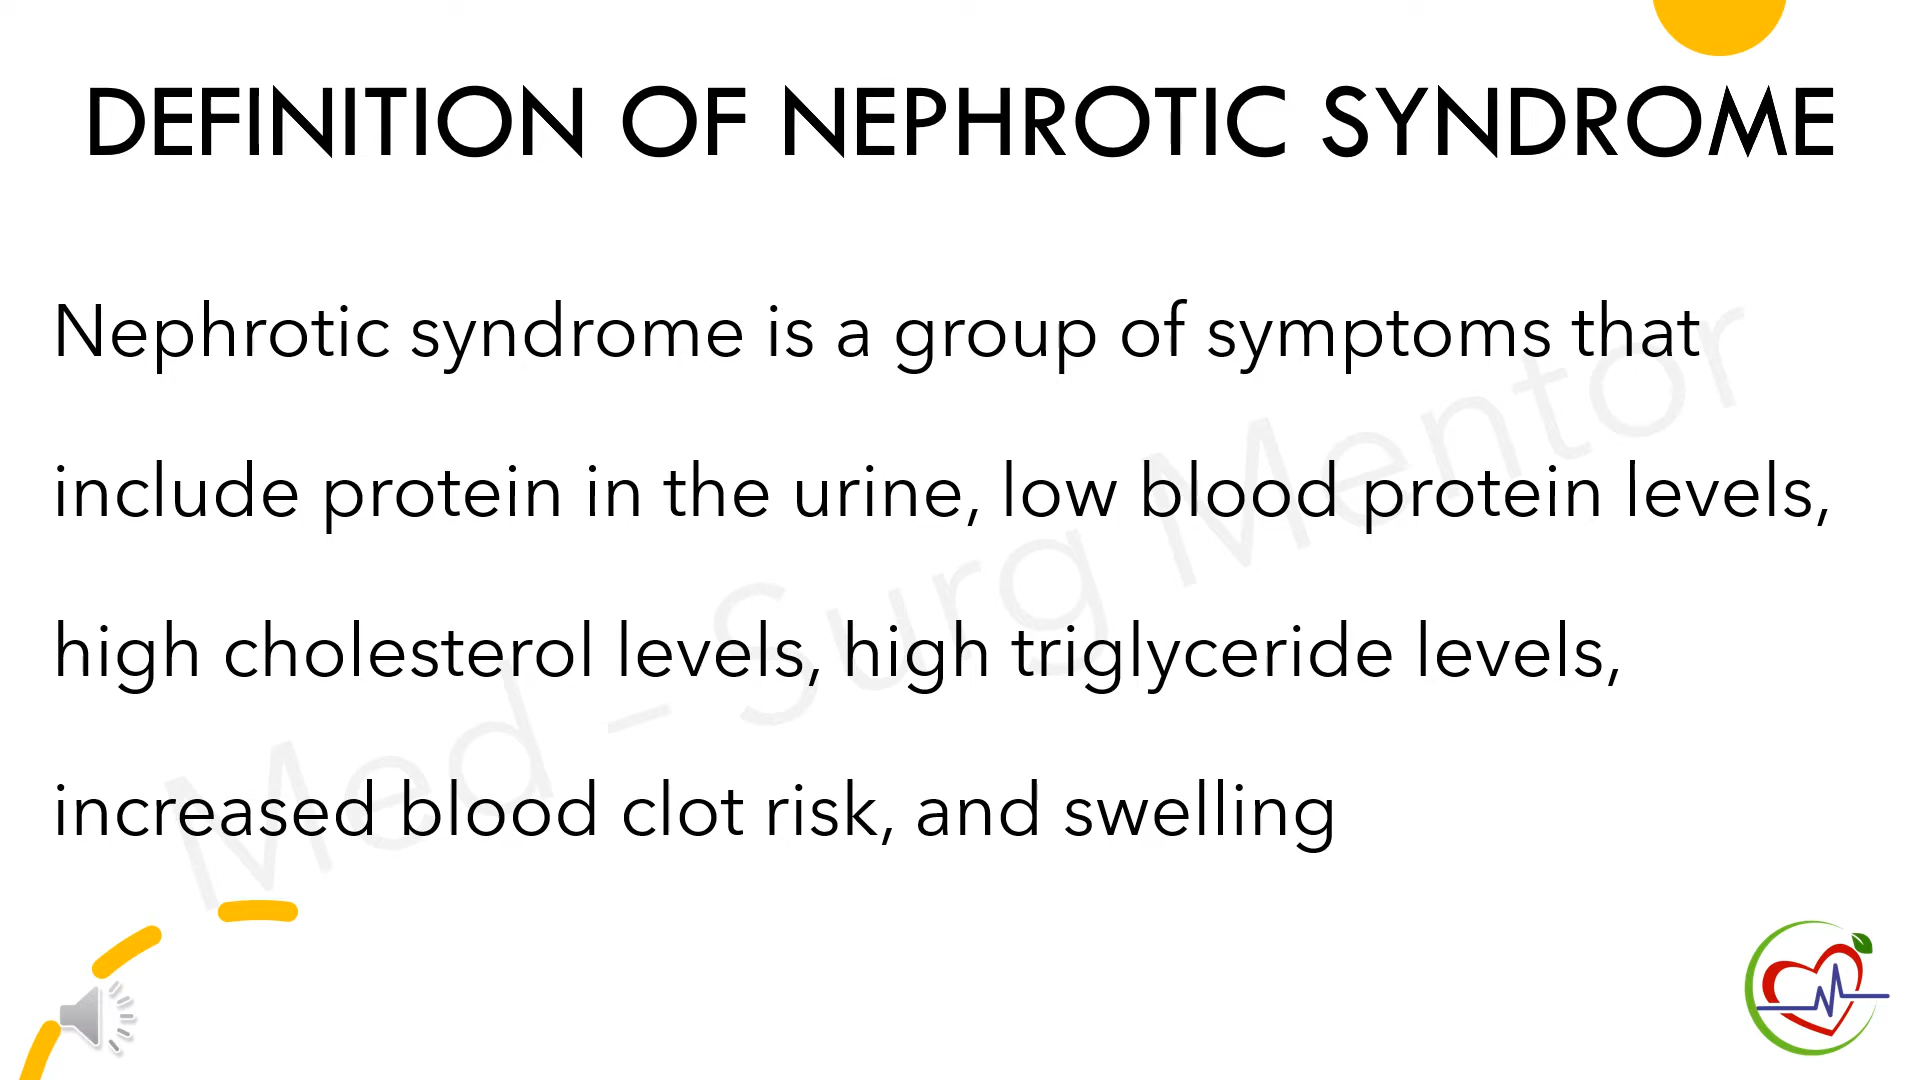 DEFINITION OF NEPHROTIC SYNDROME
Nephrotic syndrome is a group of symptoms that
include protein in the urine, low blood protein levels,
high cholesterol levels, high triglyceride levels,
increased blood clot risk, and swelling
Med - Surg Mentor